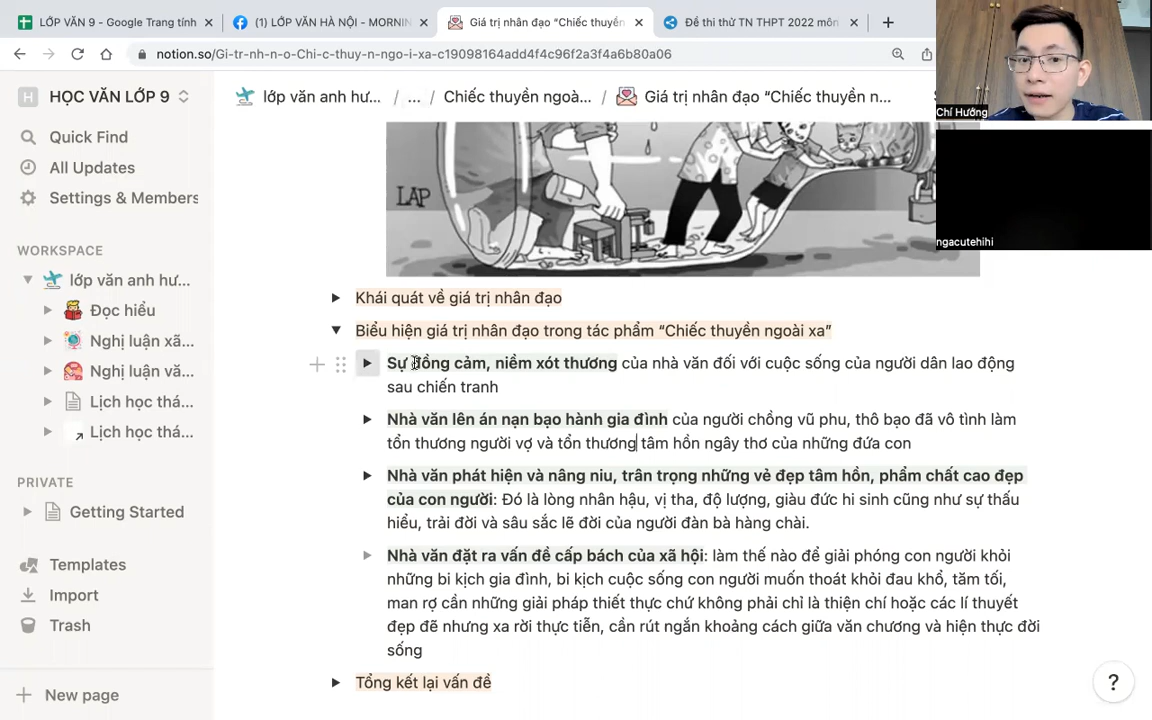 LỚP VĂN 9 - Google Trang tính
(1) LỚP VĂN HÀ NỘI - MORNIN
Giá trị nhân đạo "Chiếc thuyền
Đề thi thử TN THPT 2022 môn
notion.so/Gi-tr-nh-n-o-Chi-c-thuy-n-ngo-i-xa-c19098164add4f4c96f2a3f4a6b80a06
H HỌC VĂN LỚP 9
lớp văn anh hư... / ... / Chiếc thuyền ngoà... / Giá trị nhân đạo "Chiếc thuyền n...
Chí Hướng
ngacutehihi
Quick Find
All Updates
Settings & Members
WORKSPACE
lớp văn anh hư...
Đọc hiểu
Nghị luận xã...
Nghị luận vă...
Lịch học thá...
Lịch học thá...
PRIVATE
Getting Started
Templates
Import
Trash
New page
LAP
Khái quát về giá trị nhân đạo
Biểu hiện giá trị nhân đạo trong tác phẩm "Chiếc thuyền ngoài xa"
Sự đồng cảm, niềm xót thương của nhà văn đối với cuộc sống của người dân lao động
sau chiến tranh
Nhà văn lên án nạn bạo hành gia đình của người chồng vũ phu, thô bạo đã vô tình làm
tổn thương người vợ và tổn thương tâm hồn ngây thơ của những đứa con
Nhà văn phát hiện và nâng niu, trân trọng những vẻ đẹp tâm hồn, phẩm chất cao đẹp
của con người: Đó là lòng nhân hậu, vị tha, độ lượng, giàu đức hi sinh cũng như sự thấu
hiểu, trải đời và sâu sắc lẽ đời của người đàn bà hàng chài.
Nhà văn đặt ra vấn đề cấp bách của xã hội: làm thế nào để giải phóng con người khỏi
những bi kịch gia đình, bi kịch cuộc sống con người muốn thoát khỏi đau khổ, tăm tối,
man rợ cần những giải pháp thiết thực chứ không phải chỉ là thiện chí hoặc các lí thuyết
đẹp đẽ nhưng xa rời thực tiễn, cần rút ngắn khoảng cách giữa văn chương và hiện thực đời
sống
Tổng kết lại vấn đề
?